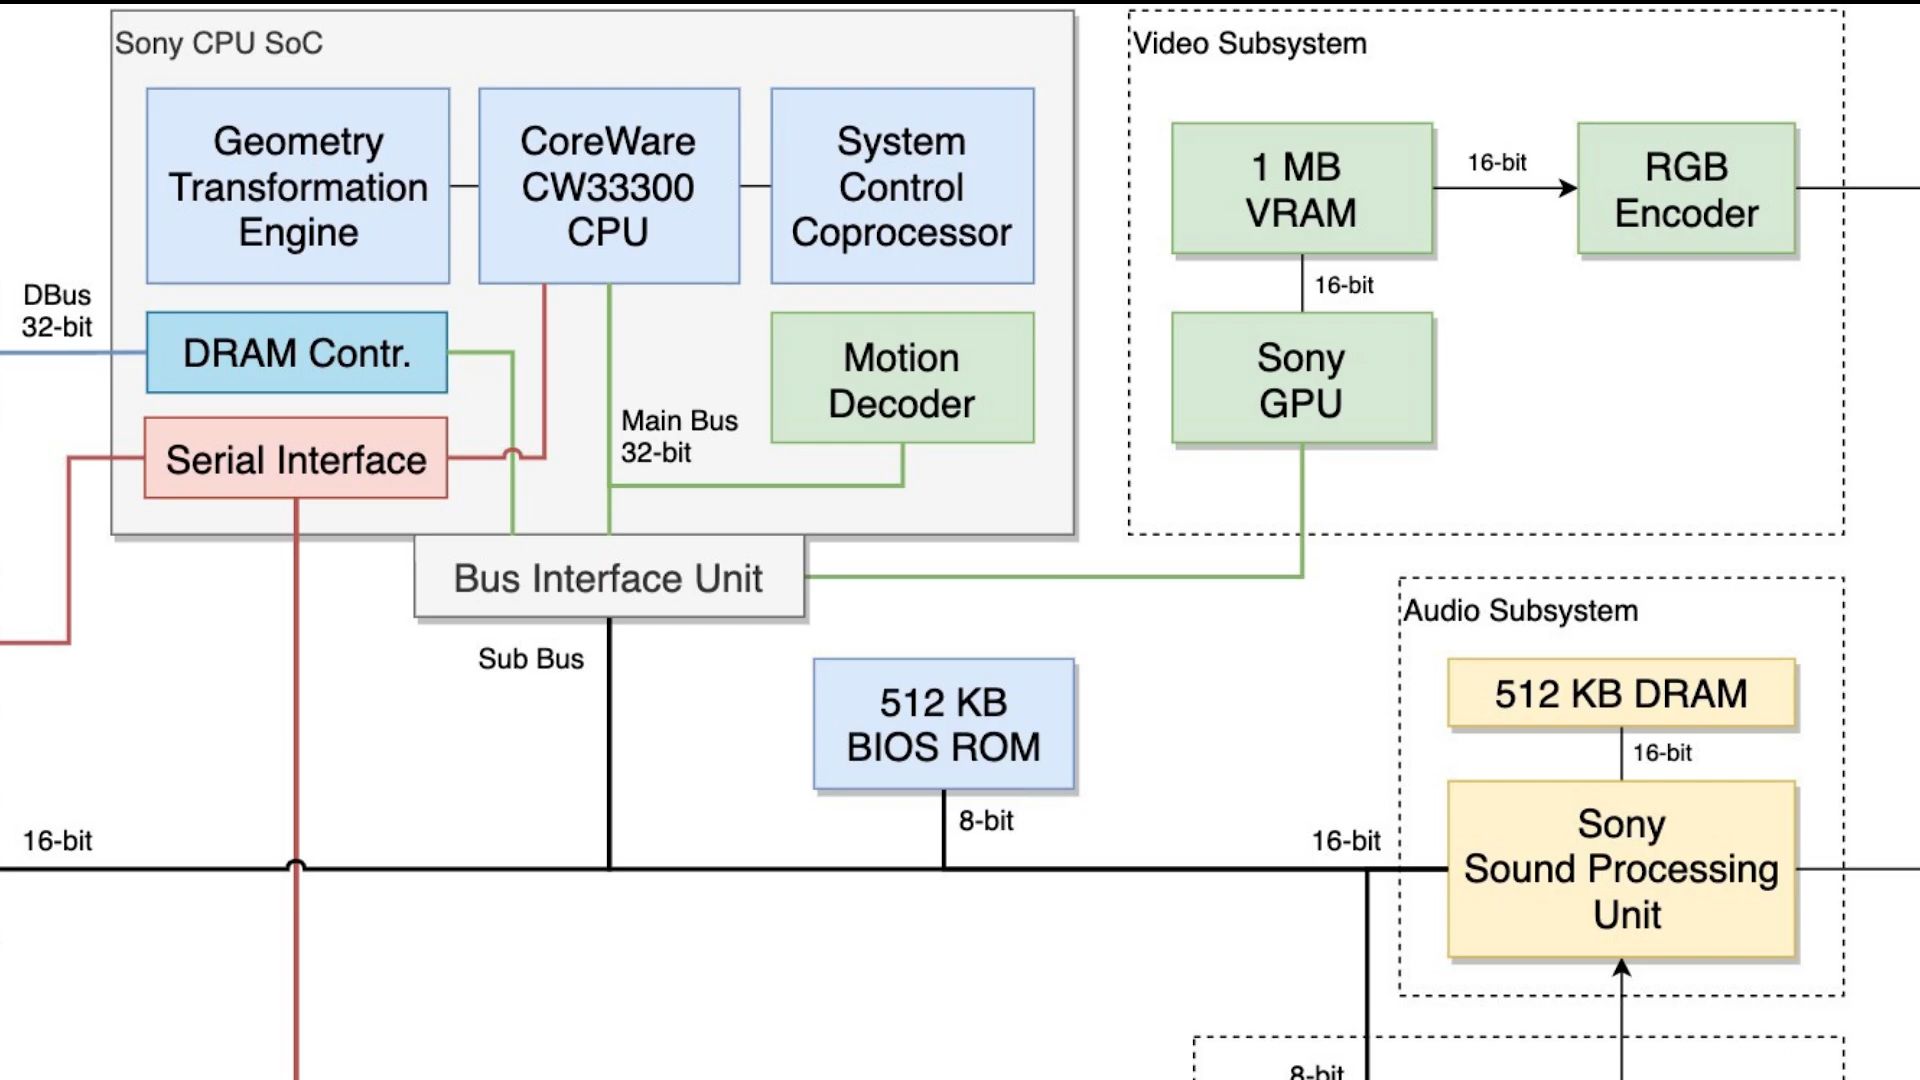 Sony CPU SoC
Geometry
Transformation
Engine
CoreWare
CW33300
CPU
System
Control
Coprocessor
DBus
32-bit
DRAM Contr.
Serial Interface
Main Bus
32-bit
Motion
Decoder
Bus Interface Unit
Sub Bus
Video Subsystem
1 MB
VRAM
16-bit
RGB
Encoder
16-bit
Sony
GPU
512 KB
BIOS ROM
8-bit
16-bit
16-bit
Audio Subsystem
512 KB DRAM
16-bit
Sony
Sound Processing
Unit
8-bit